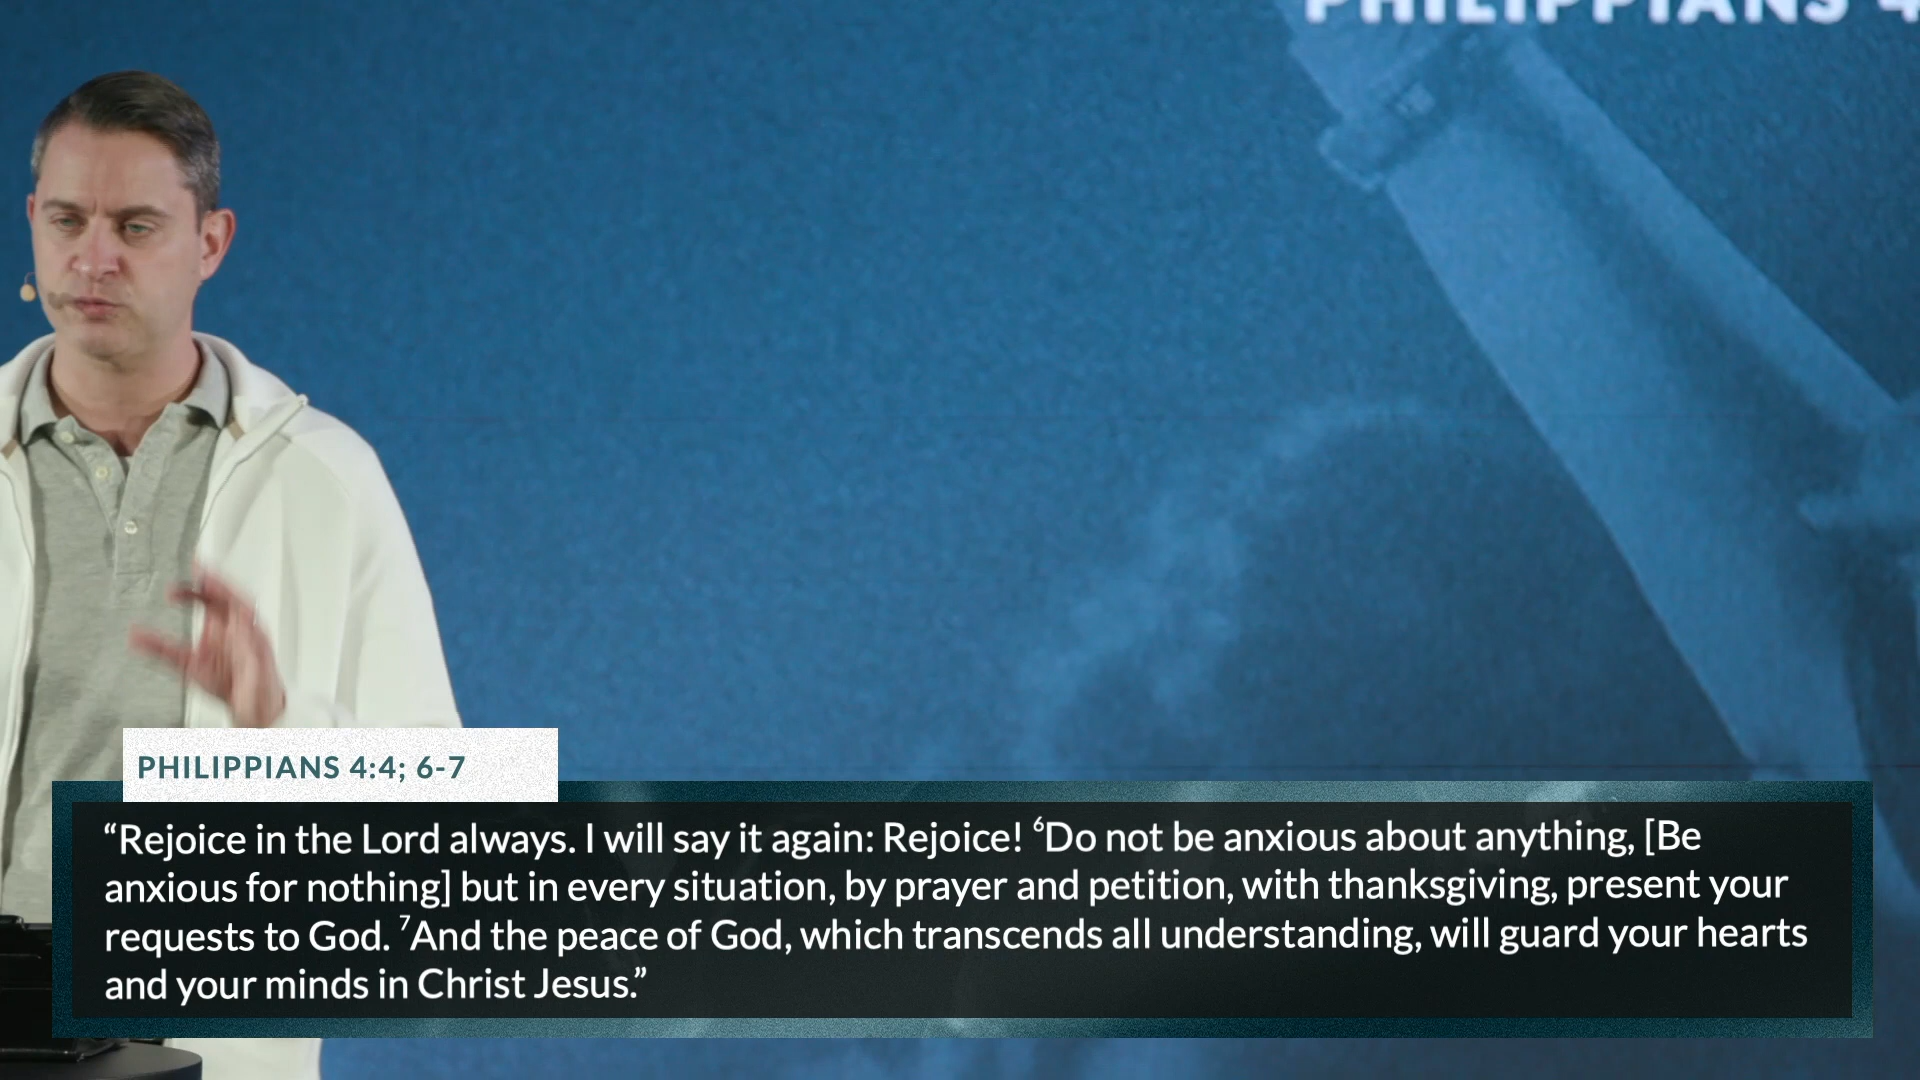 PHILIPPIANS 4
PHILIPPIANS 4:4; 6-7
“Rejoice in the Lord always. I will say it again: Rejoice! ⁶Do not be anxious about anything, [Be
anxious for nothing] but in every situation, by prayer and petition, with thanksgiving, present your
requests to God. ⁷And the peace of God, which transcends all understanding, will guard your hearts
and your minds in Christ Jesus.”